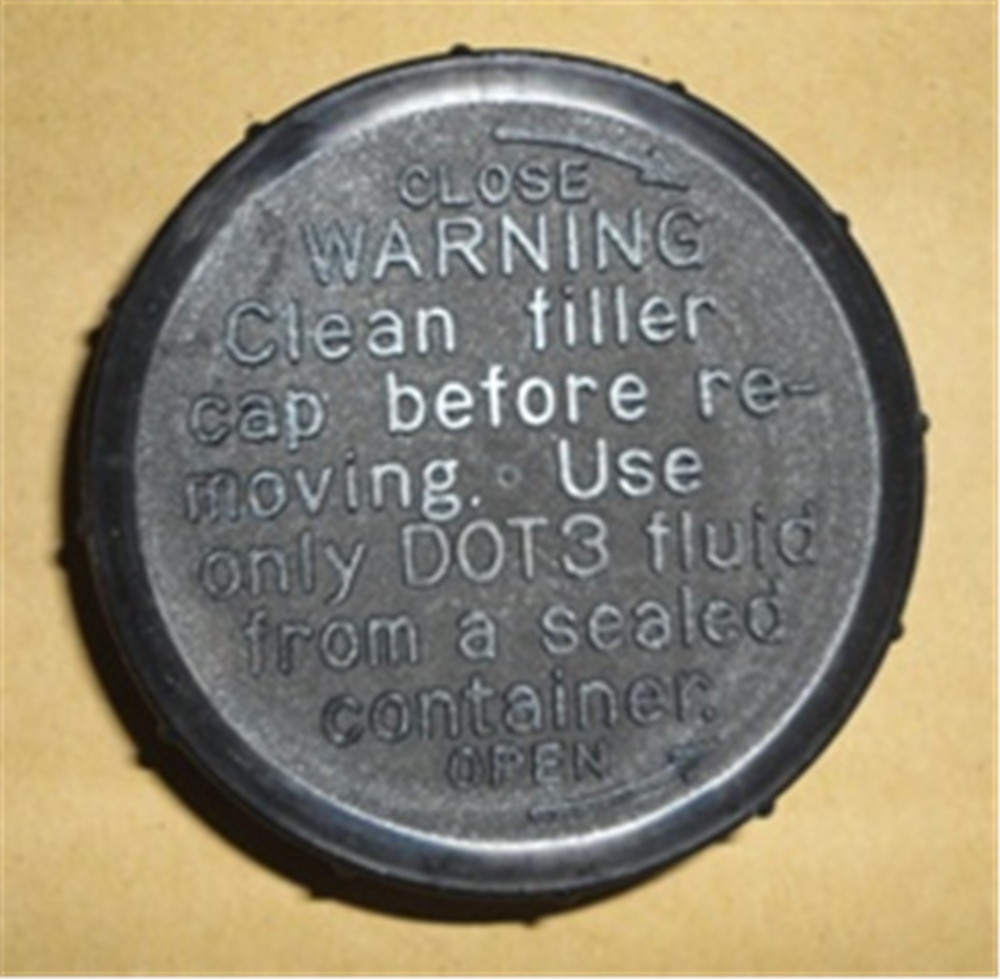 CLOSE
WARNING
Clean filler
cap before re-
moving. Use
only DOT3 fluid
from a sealed
container.
OPEN